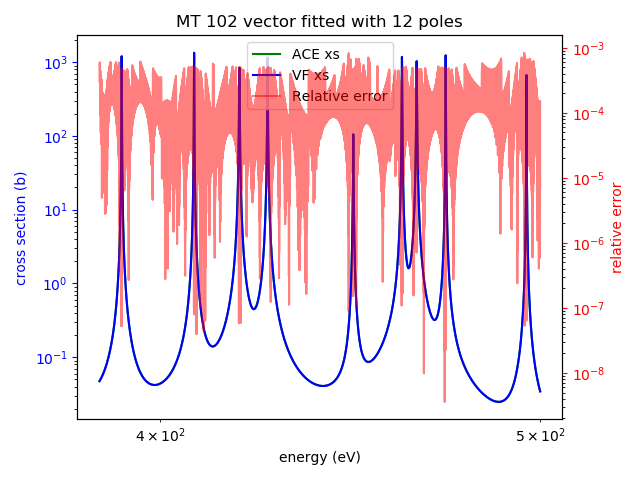 MT 102 vector fitted with 12 poles
ACE xs
VF xs
Relative error
cross section (b)
10³
10²
10¹
10⁰
10⁻¹
10⁻³
10⁻⁴
10⁻⁵
10⁻⁶
10⁻⁷
10⁻⁸
relative error
4 × 10²
5 × 10²
energy (eV)